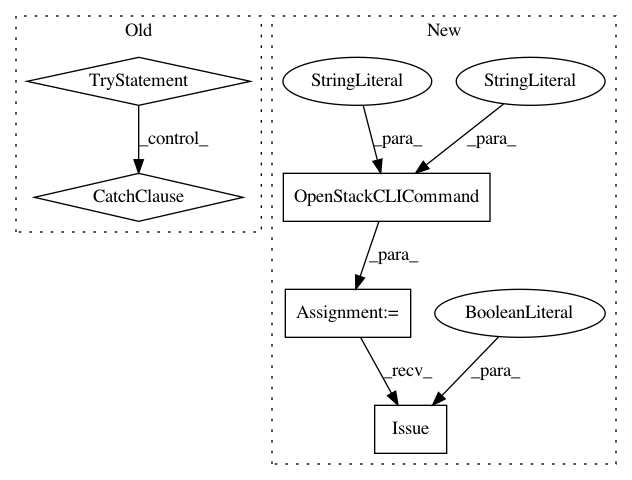 Old
New
TryStatement
StringLiteral
StringLiteral
_control_
_para_
_para_
CatchClause
OpenStackCLICommand
_para_
Assignment:=
BooleanLiteral
_recv_
_para_
Issue